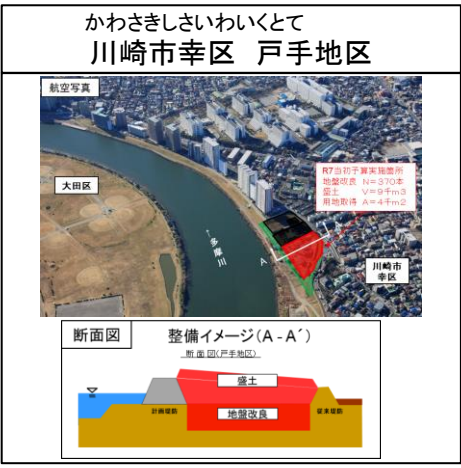 かわさきしさいわいくとて
川崎市幸区 戸手地区
航空写真
R7当初予算実施箇所
地盤改良 N=370本
盛土 V=9千m3
用地取得 A=4千m2
大田区
←多摩川
A
川崎市
幸区
断面図
整備イメージ(A-A´)
断面図(戸手地区)
盛土
計画堤防
地盤改良
従来堤防